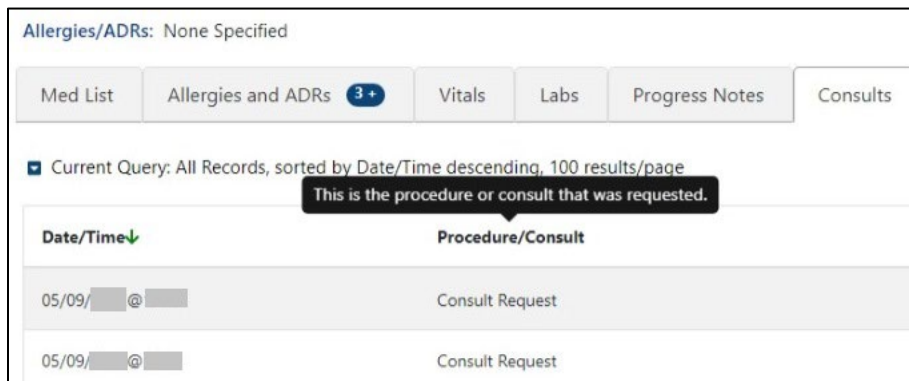 Allergies/ADRs: None Specified
Med List Allergies and ADRs 3+ Vitals Labs Progress Notes Consults
Current Query: All Records, sorted by Date/Time descending, 100 results/page
This is the procedure or consult that was requested.
Date/Time Procedure/Consult
05/09/ @ Consult Request
05/09/ @ Consult Request